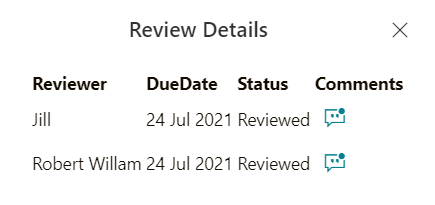 Review Details
Reviewer DueDate Status Comments
Jill 24 Jul 2021 Reviewed
Robert Willam 24 Jul 2021 Reviewed